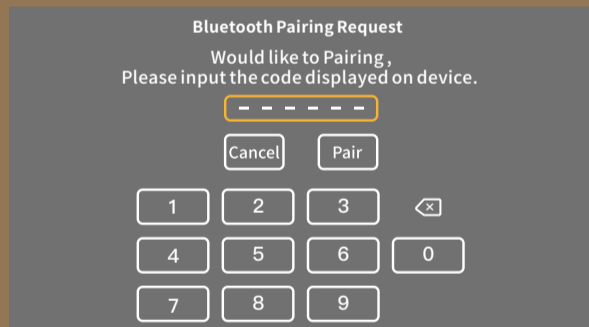 Bluetooth Pairing Request
Would like to Pairing ,
Please input the code displayed on device.
– – – – – –
Cancel Pair
1 2 3
4 5 6 0
7 8 9